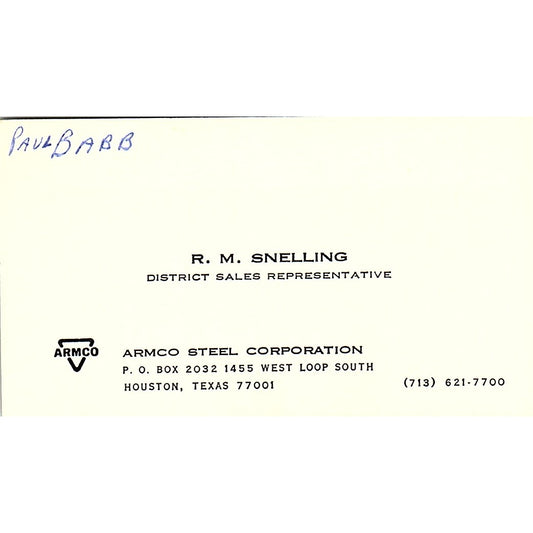 Paul Babb
R. M. SNELLING
DISTRICT SALES REPRESENTATIVE
ARMCO
ARMCO STEEL CORPORATION
P. O. BOX 2032 1455 WEST LOOP SOUTH
HOUSTON, TEXAS 77001
(713) 621-7700